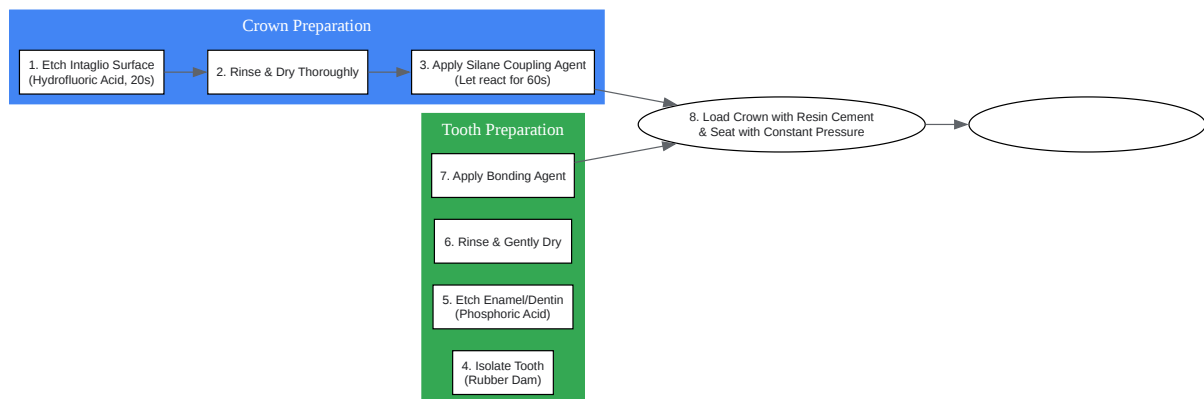 Crown Preparation
1. Etch Intaglio Surface
(Hydrofluoric Acid, 20s)
2. Rinse & Dry Thoroughly
3. Apply Silane Coupling Agent
(Let react for 60s)
Tooth Preparation
7. Apply Bonding Agent
6. Rinse & Gently Dry
5. Etch Enamel/Dentin
(Phosphoric Acid)
4. Isolate Tooth
(Rubber Dam)
8. Load Crown with Resin Cement
& Seat with Constant Pressure